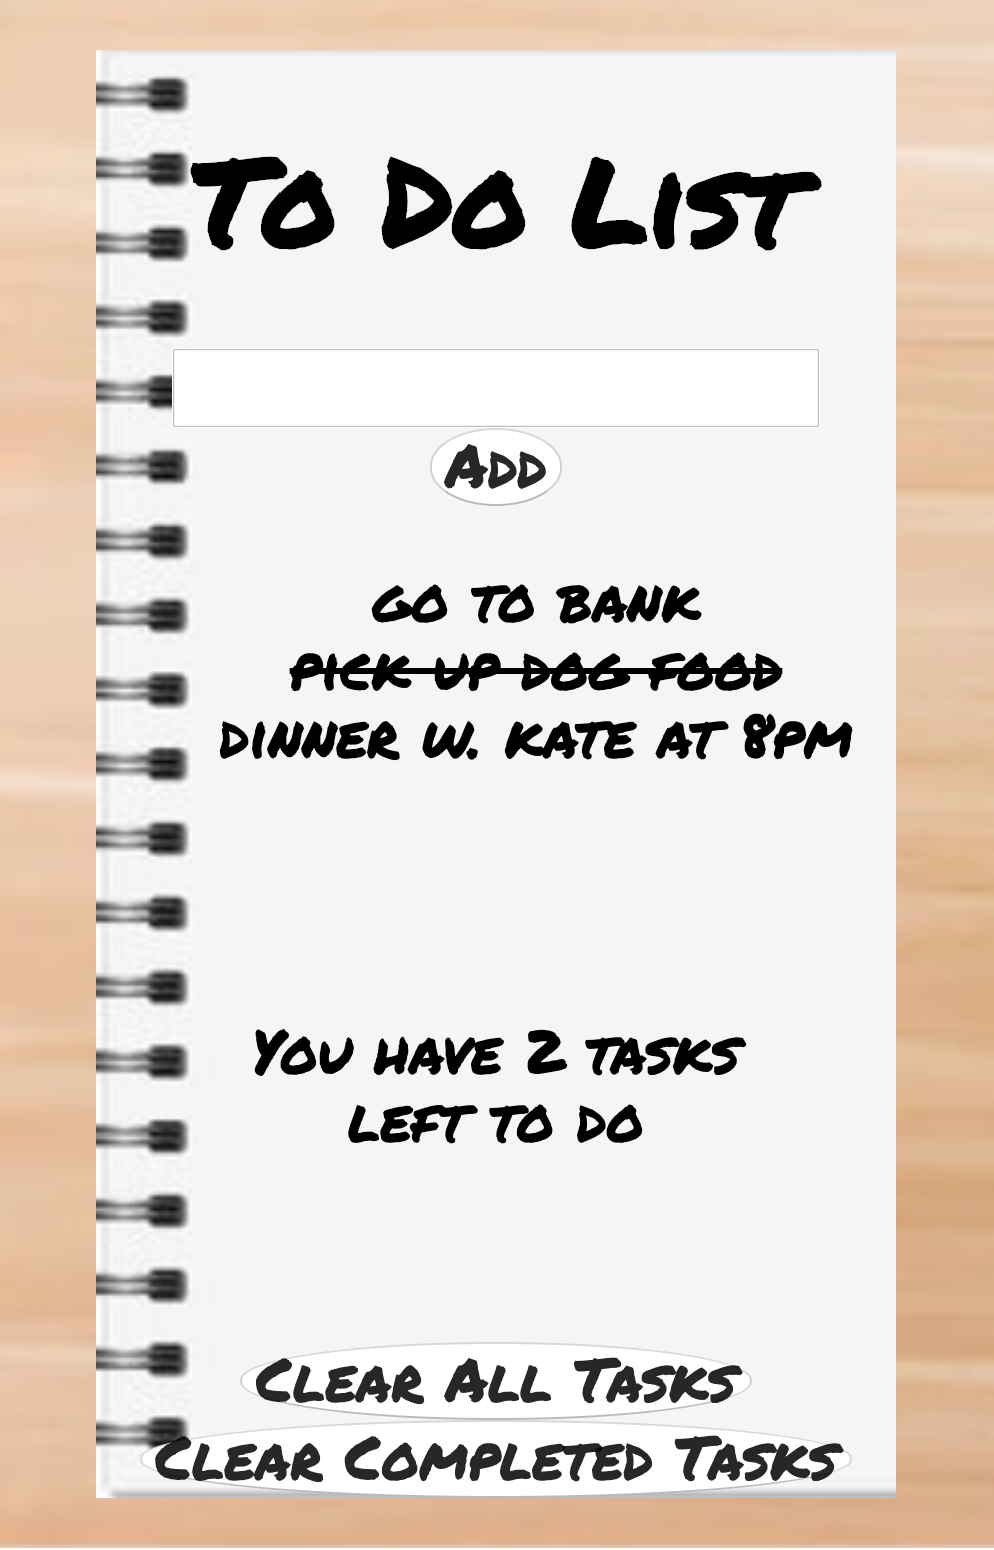 To Do List
Add
go to bank
pick up dog food
dinner w. kate at 8pm
You have 2 tasks
left to do
Clear All Tasks
Clear Completed Tasks